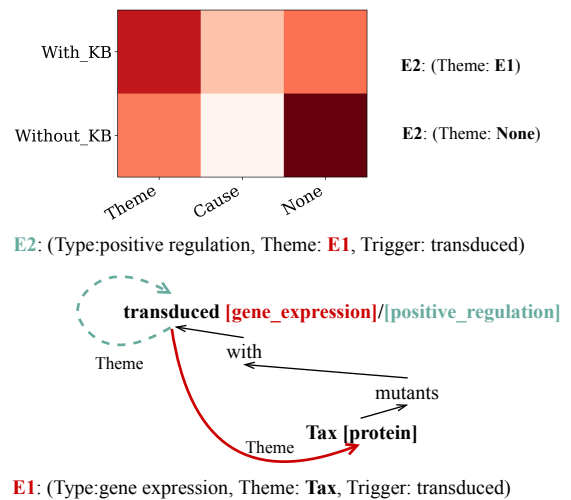 With_KB
E2: (Theme: E1)
Without_KB
E2: (Theme: None)
Theme
Cause
None
E2: (Type:positive regulation, Theme: E1, Trigger: transduced)
transduced [gene_expression]/[positive_regulation]
Theme
with
mutants
Theme
Tax [protein]
E1: (Type:gene expression, Theme: Tax, Trigger: transduced)